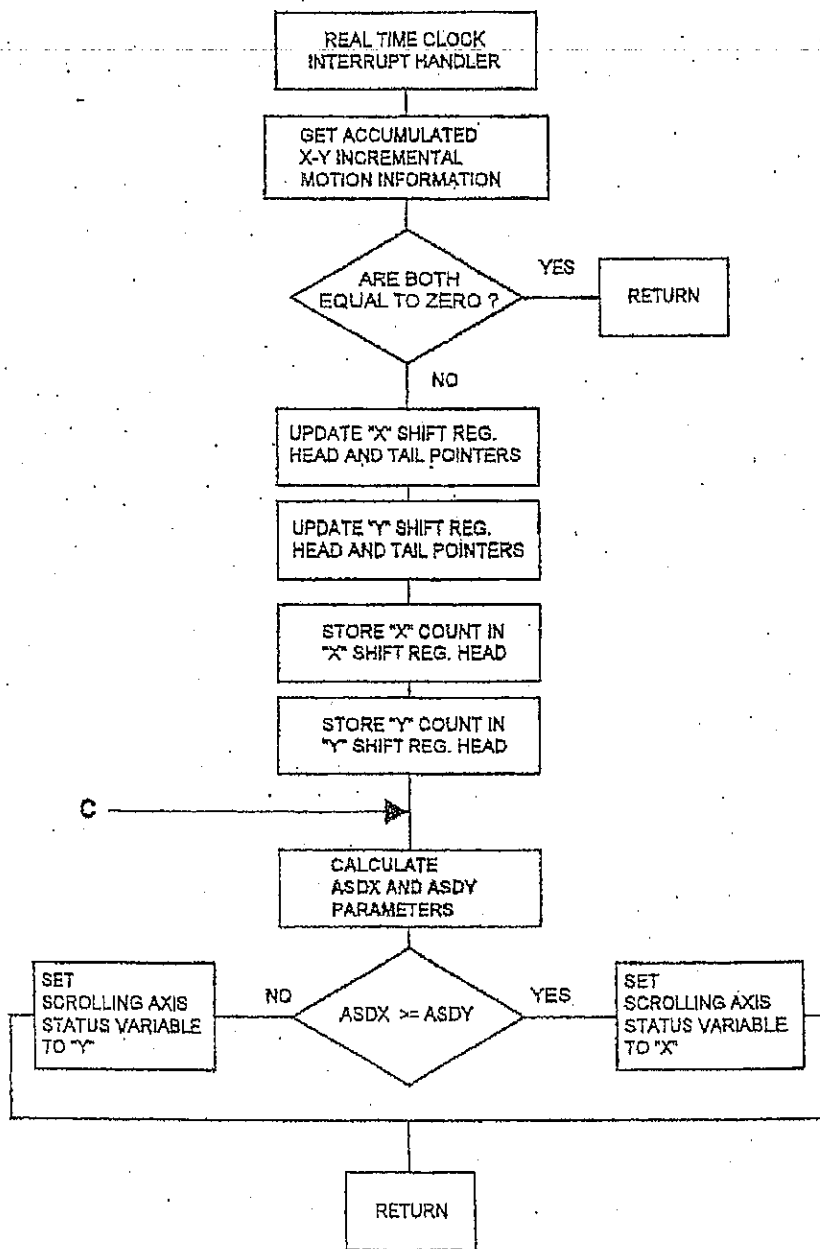 REAL TIME CLOCK
INTERRUPT HANDLER
GET ACCUMULATED
X-Y INCREMENTAL
MOTION INFORMATION
ARE BOTH
EQUAL TO ZERO ?
YES
RETURN
NO
UPDATE "X" SHIFT REG.
HEAD AND TAIL POINTERS
UPDATE "Y" SHIFT REG.
HEAD AND TAIL POINTERS
STORE "X" COUNT IN
"X" SHIFT REG. HEAD
STORE "Y" COUNT IN
"Y" SHIFT REG. HEAD
C
CALCULATE
ASDX AND ASDY
PARAMETERS
SET
SCROLLING AXIS
STATUS VARIABLE
TO "Y"
NO
ASDX >= ASDY
YES
SET
SCROLLING AXIS
STATUS VARIABLE
TO "X"
RETURN